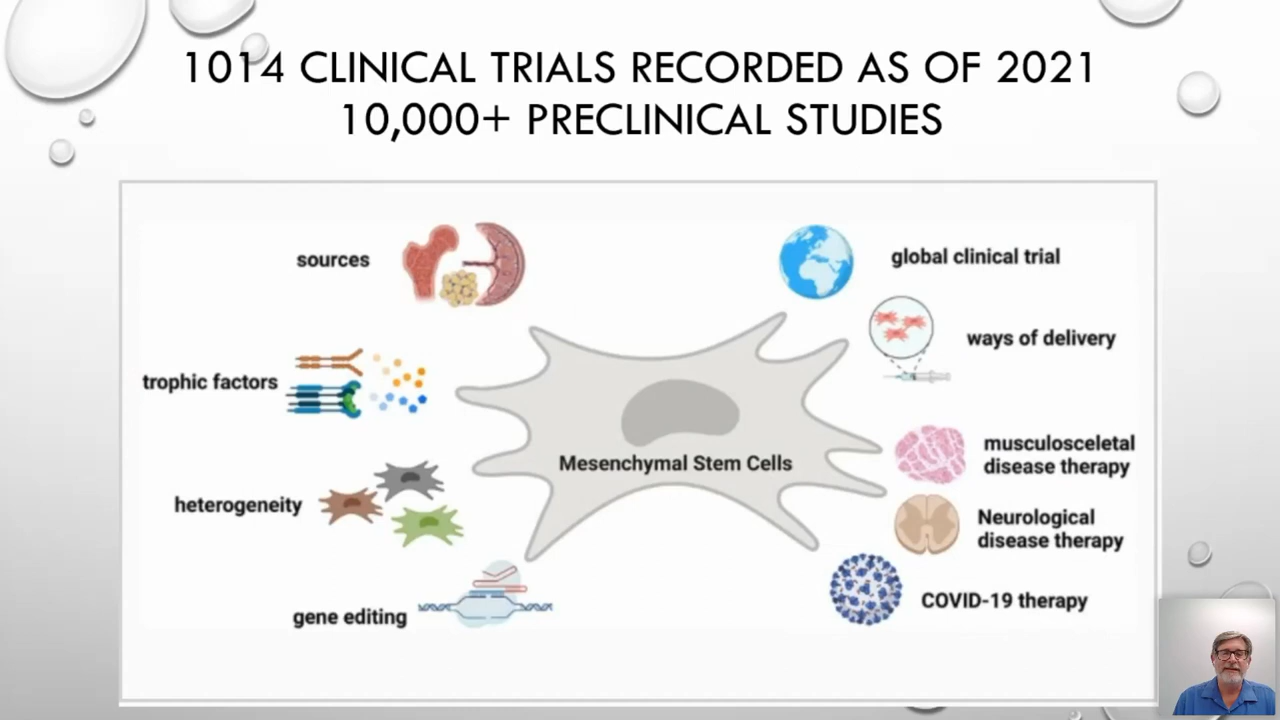 1014 CLINICAL TRIALS RECORDED AS OF 2021
10,000+ PRECLINICAL STUDIES
sources
trophic factors
heterogeneity
gene editing
Mesenchymal Stem Cells
global clinical trial
ways of delivery
musculosceletal
disease therapy
Neurological
disease therapy
COVID-19 therapy